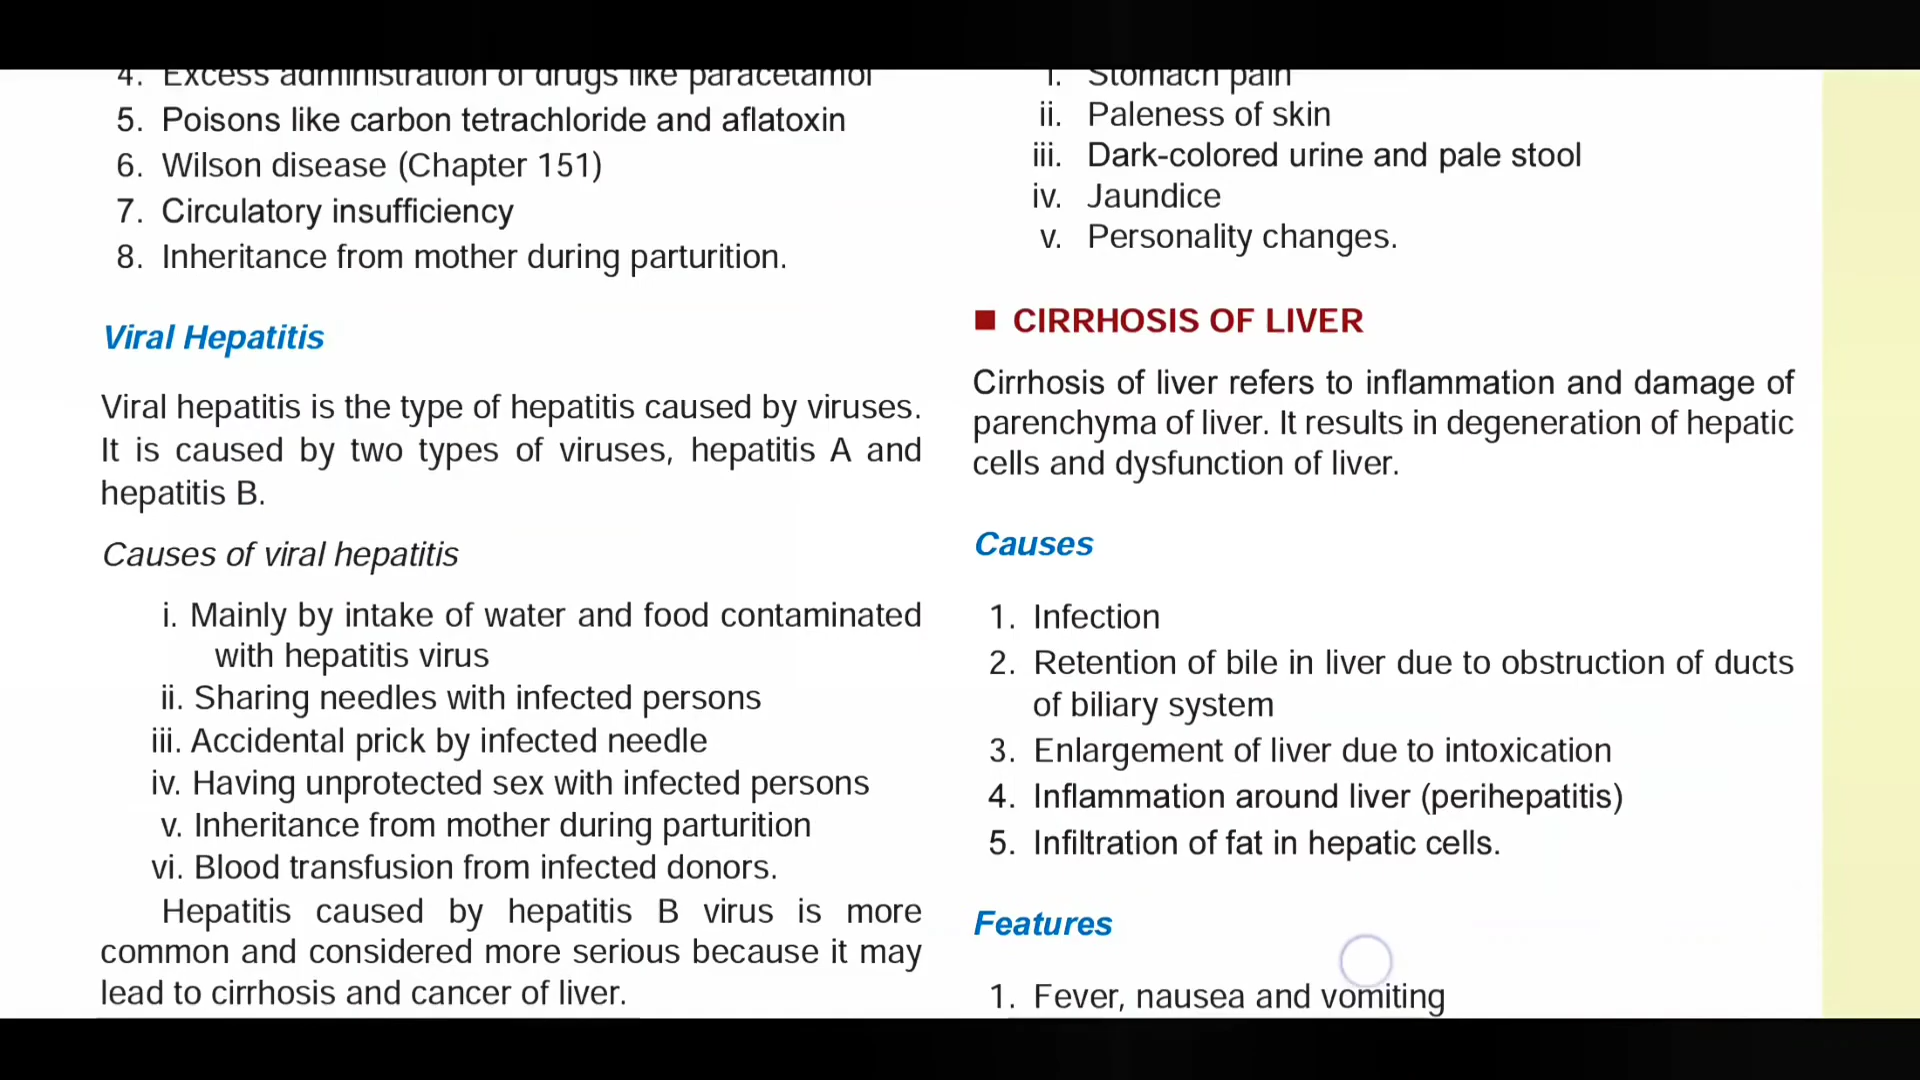 4. Excess administration of drugs like paracetamol
5. Poisons like carbon tetrachloride and aflatoxin
6. Wilson disease (Chapter 151)
7. Circulatory insufficiency
8. Inheritance from mother during parturition.
Viral Hepatitis
Viral hepatitis is the type of hepatitis caused by viruses.
It is caused by two types of viruses, hepatitis A and
hepatitis B.
Causes of viral hepatitis
i. Mainly by intake of water and food contaminated
with hepatitis virus
ii. Sharing needles with infected persons
iii. Accidental prick by infected needle
iv. Having unprotected sex with infected persons
v. Inheritance from mother during parturition
vi. Blood transfusion from infected donors.
Hepatitis caused by hepatitis B virus is more
common and considered more serious because it may
lead to cirrhosis and cancer of liver.
i. Stomach pain
ii. Paleness of skin
iii. Dark-colored urine and pale stool
iv. Jaundice
v. Personality changes.
■ CIRRHOSIS OF LIVER
Cirrhosis of liver refers to inflammation and damage of
parenchyma of liver. It results in degeneration of hepatic
cells and dysfunction of liver.
Causes
1. Infection
2. Retention of bile in liver due to obstruction of ducts
of biliary system
3. Enlargement of liver due to intoxication
4. Inflammation around liver (perihepatitis)
5. Infiltration of fat in hepatic cells.
Features
1. Fever, nausea and vomiting